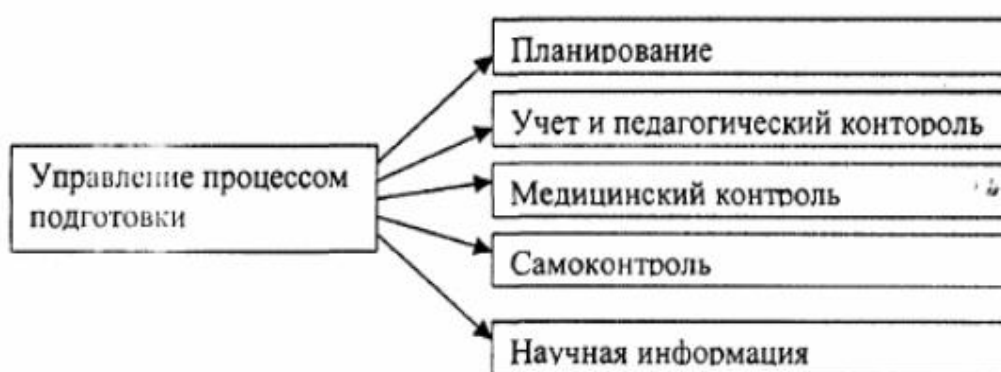 Управление процессом
подготовки
Планирование
Учет и педагогический контороль
Медицинский контроль
Самоконтроль
Научная информация